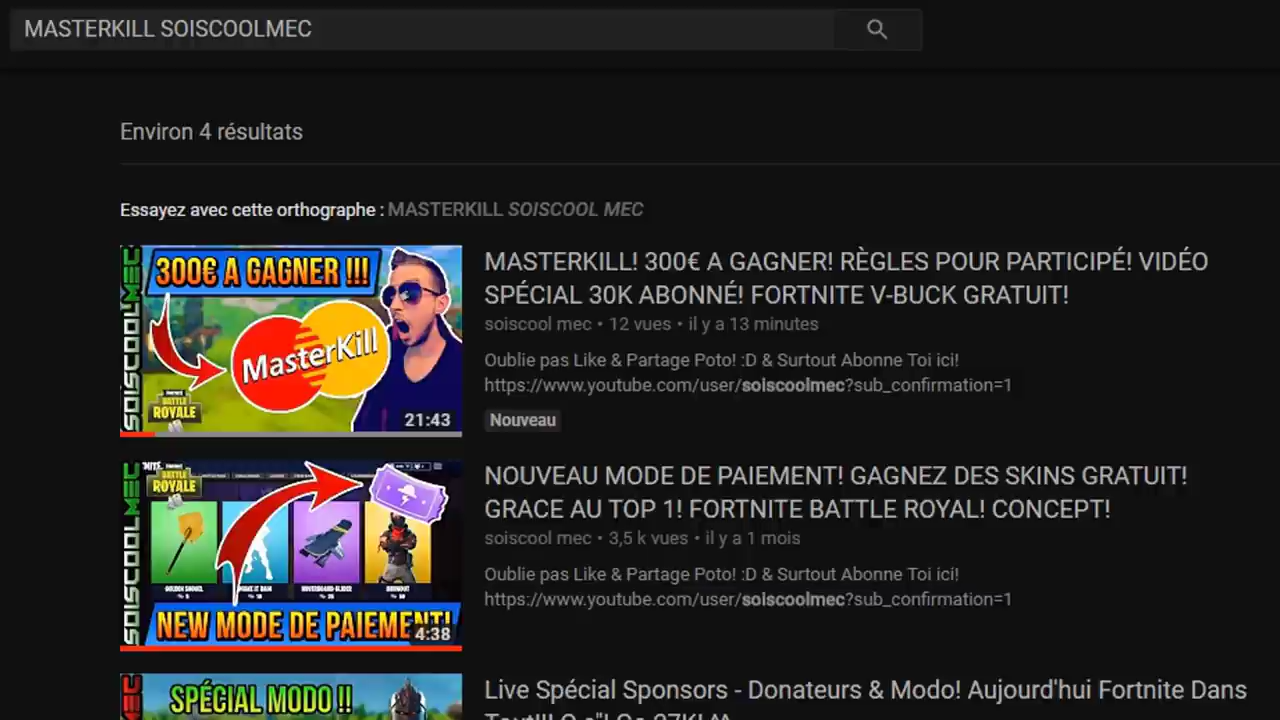 MASTERKILL SOISCOOLMEC
Environ 4 résultats
Essayez avec cette orthographe : MASTERKILL SOISCOOL MEC
SOISCOOLMEC
300€ A GAGNER !!!
MasterKill
BATTLE
ROYALE
21:43
MASTERKILL! 300€ A GAGNER! RÈGLES POUR PARTICIPÉ! VIDÉO
SPÉCIAL 30K ABONNÉ! FORTNITE V-BUCK GRATUIT!
soiscool mec • 12 vues • il y a 13 minutes
Oublie pas Like & Partage Poto! :D & Surtout Abonne Toi ici!
https://www.youtube.com/user/soiscoolmec?sub_confirmation=1
Nouveau
SOISCOOLMEC
BATTLE
ROYALE
NEW MODE DE PAIEMENT!
4:38
NOUVEAU MODE DE PAIEMENT! GAGNEZ DES SKINS GRATUIT!
GRACE AU TOP 1! FORTNITE BATTLE ROYAL! CONCEPT!
soiscool mec • 3,5 k vues • il y a 1 mois
Oublie pas Like & Partage Poto! :D & Surtout Abonne Toi ici!
https://www.youtube.com/user/soiscoolmec?sub_confirmation=1
SPÉCIAL MODO !!
Live Spécial Sponsors - Donateurs & Modo! Aujourd'hui Fortnite Dans